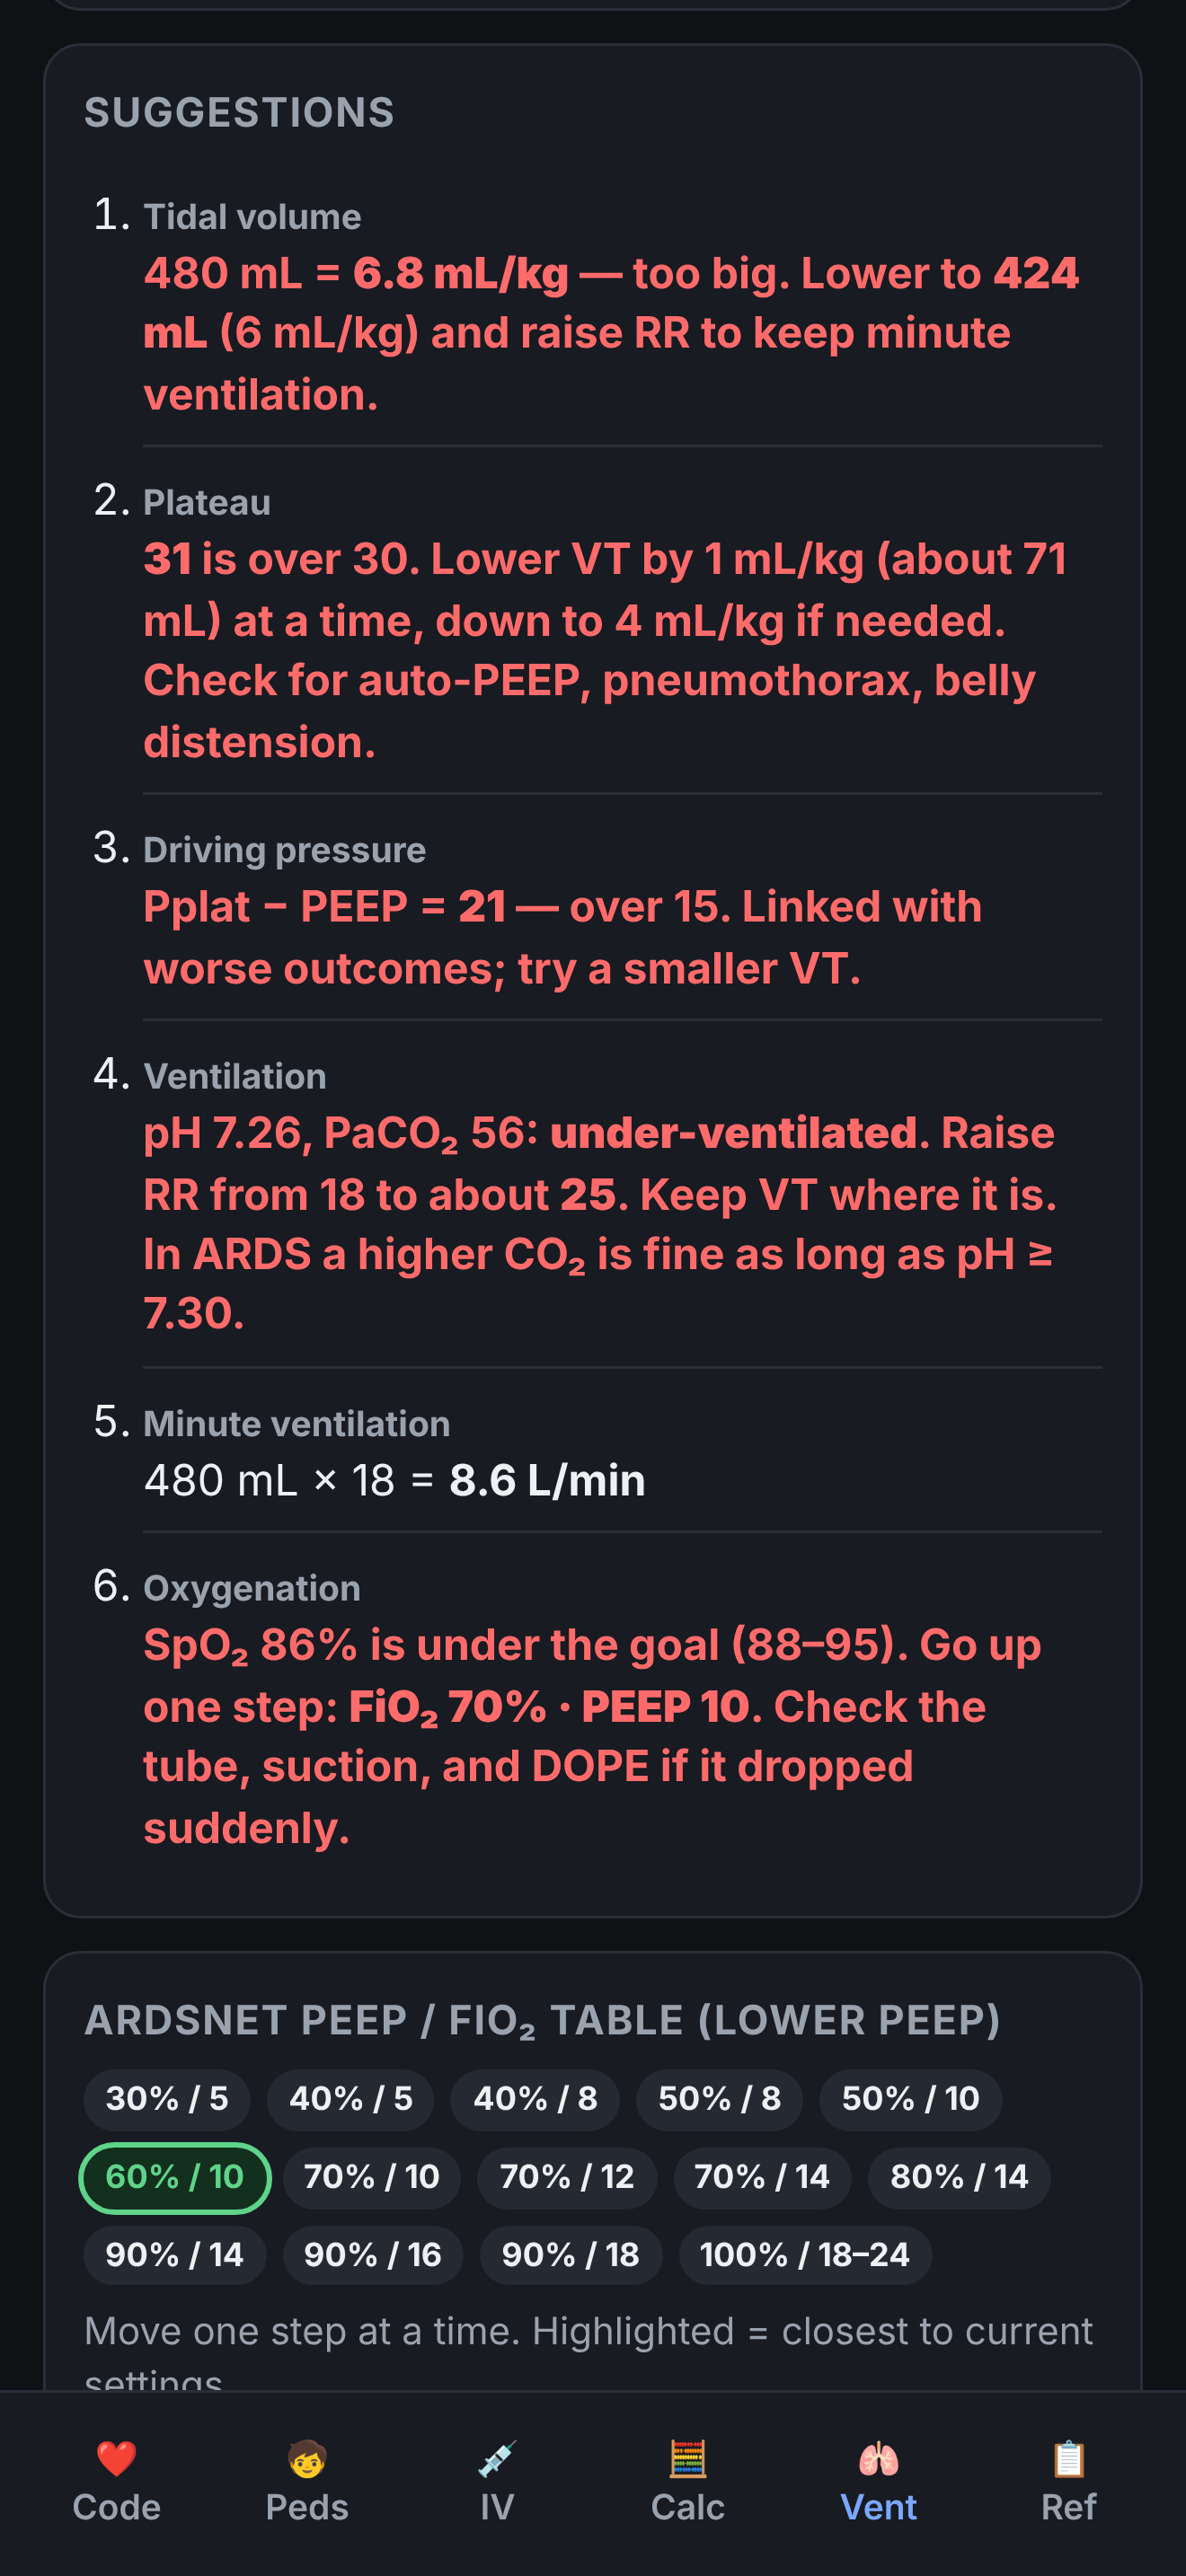 SUGGESTIONS
1. Tidal volume
480 mL = 6.8 mL/kg — too big. Lower to 424
mL (6 mL/kg) and raise RR to keep minute
ventilation.
2. Plateau
31 is over 30. Lower VT by 1 mL/kg (about 71
mL) at a time, down to 4 mL/kg if needed.
Check for auto-PEEP, pneumothorax, belly
distension.
3. Driving pressure
Pplat − PEEP = 21 — over 15. Linked with
worse outcomes; try a smaller VT.
4. Ventilation
pH 7.26, PaCO₂ 56: under-ventilated. Raise
RR from 18 to about 25. Keep VT where it is.
In ARDS a higher CO₂ is fine as long as pH ≥
7.30.
5. Minute ventilation
480 mL × 18 = 8.6 L/min
6. Oxygenation
SpO₂ 86% is under the goal (88–95). Go up
one step: FiO₂ 70% · PEEP 10. Check the
tube, suction, and DOPE if it dropped
suddenly.
ARDSNET PEEP / FIO₂ TABLE (LOWER PEEP)
30% / 5 40% / 5 40% / 8 50% / 8 50% / 10
60% / 10 70% / 10 70% / 12 70% / 14 80% / 14
90% / 14 90% / 16 90% / 18 100% / 18–24
Move one step at a time. Highlighted = closest to current
settings
Code Peds IV Calc Vent Ref